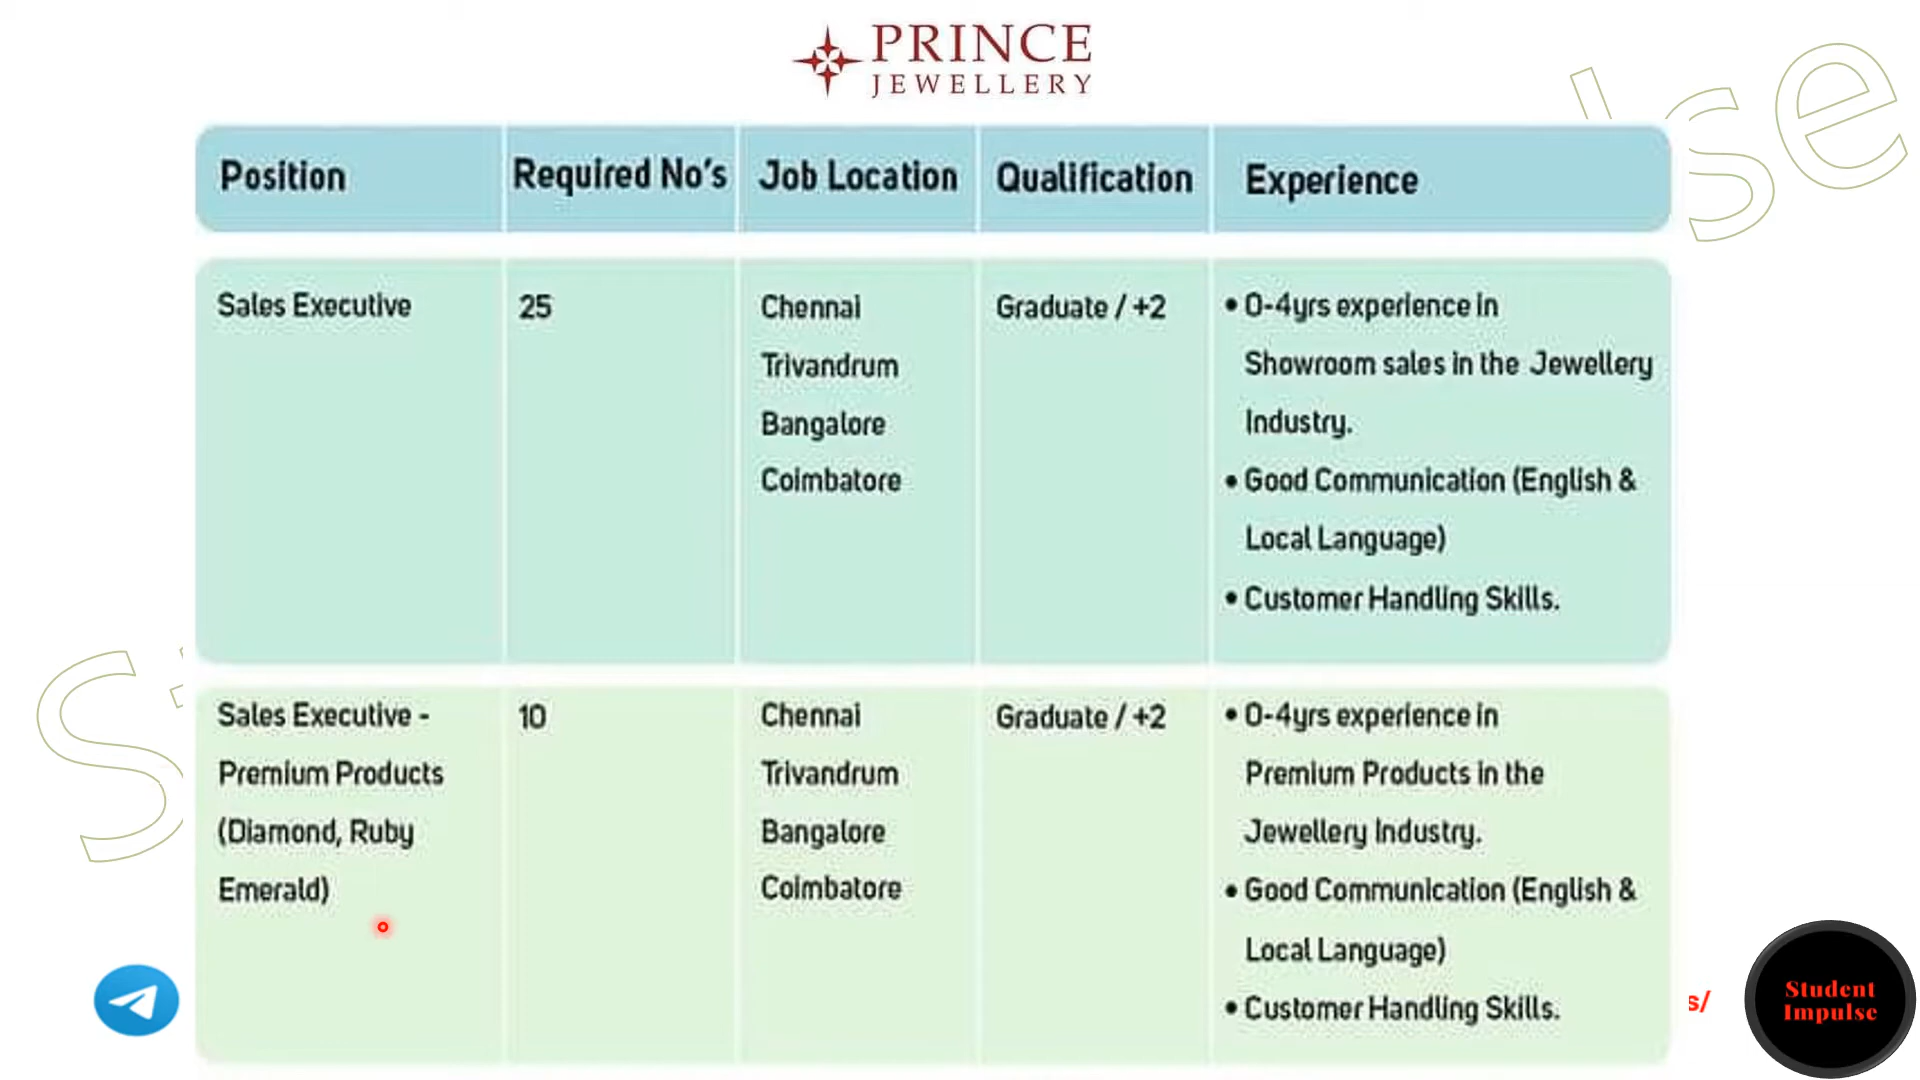 PRINCE
JEWELLERY
Position
Required No's
Job Location
Qualification
Experience
Sales Executive
25
Chennai
Trivandrum
Bangalore
Coimbatore
Graduate / +2
• 0-4yrs experience in
Showroom sales in the Jewellery
Industry.
• Good Communication (English &
Local Language)
• Customer Handling Skills.
Sales Executive -
Premium Products
(Diamond, Ruby
Emerald)
10
Chennai
Trivandrum
Bangalore
Coimbatore
Graduate / +2
• 0-4yrs experience in
Premium Products in the
Jewellery Industry.
• Good Communication (English &
Local Language)
• Customer Handling Skills.
s/
Student
Impulse